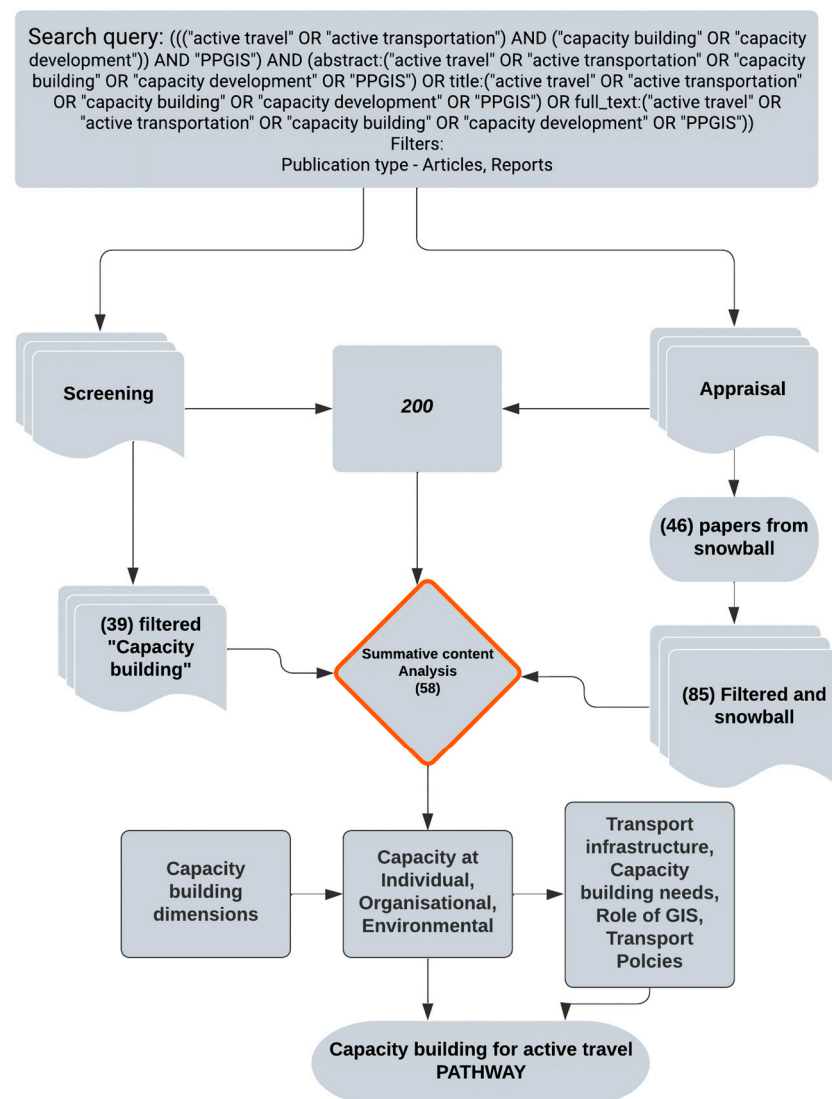 Search query: ((("active travel" OR "active transportation") AND ("capacity building" OR "capacity
development")) AND "PPGIS") AND (abstract:("active travel" OR "active transportation" OR "capacity
building" OR "capacity development" OR "PPGIS") OR title:("active travel" OR "active transportation"
OR "capacity building" OR "capacity development" OR "PPGIS") OR full_text:("active travel" OR
"active transportation" OR "capacity building" OR "capacity development" OR "PPGIS"))
Filters:
Publication type - Articles, Reports
Screening
200
Appraisal
(46) papers from
snowball
(39) filtered
"Capacity
building"
Summative content
Analysis
(58)
(85) Filtered and
snowball
Capacity
building
dimensions
Capacity at
Individual,
Organisational,
Environmental
Transport
infrastructure,
Capacity
building needs,
Role of GIS,
Transport
Polcies
Capacity building for active travel
PATHWAY